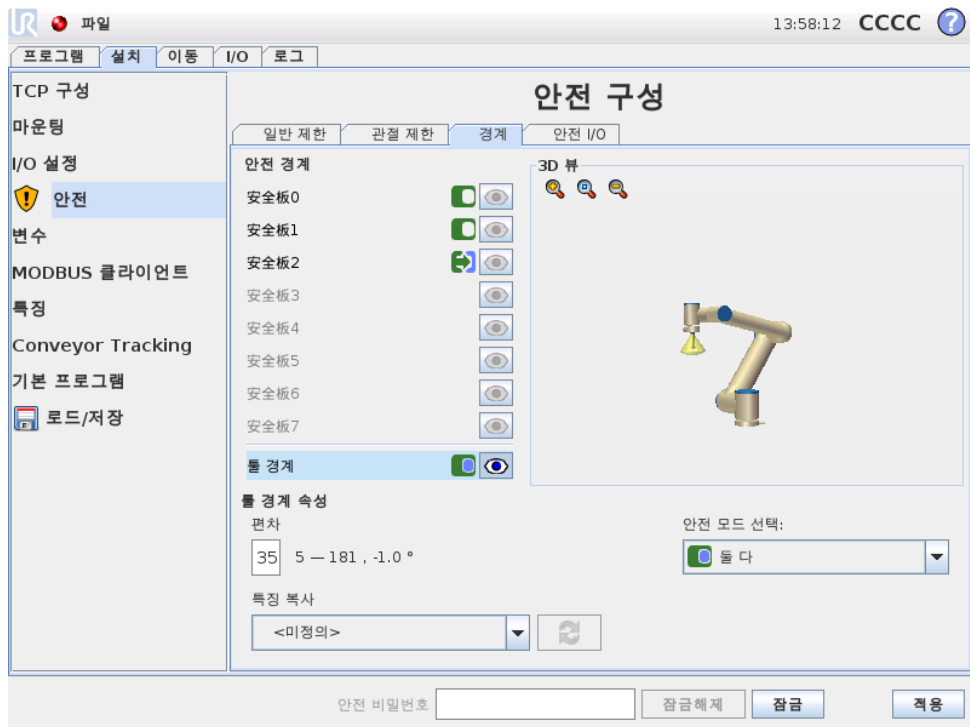 UR 파일 13:58:12 CCCC ?
프로그램 설치 이동 I/O 로그
TCP 구성
마운팅
I/O 설정
안전
변수
MODBUS 클라이언트
특징
Conveyor Tracking
기본 프로그램
로드/저장
안전 구성
일반 제한 관절 제한 경계 안전 I/O
안전 경계
安全板0
安全板1
安全板2
安全板3
安全板4
安全板5
安全板6
安全板7
툴 경계
3D 뷰
툴 경계 속성
편차
35 5 — 181 , -1.0 °
안전 모드 선택:
둘 다
특징 복사
<미정의>
안전 비밀번호 잠금해제 잠금 적용